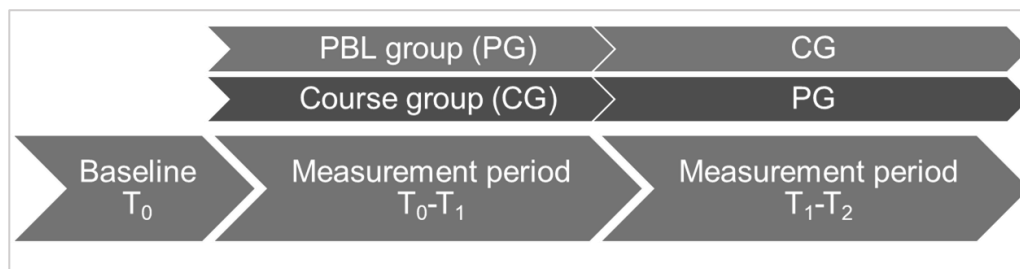 PBL group (PG)
CG
Course group (CG)
PG
Baseline
T₀
Measurement period
T₀-T₁
Measurement period
T₁-T₂